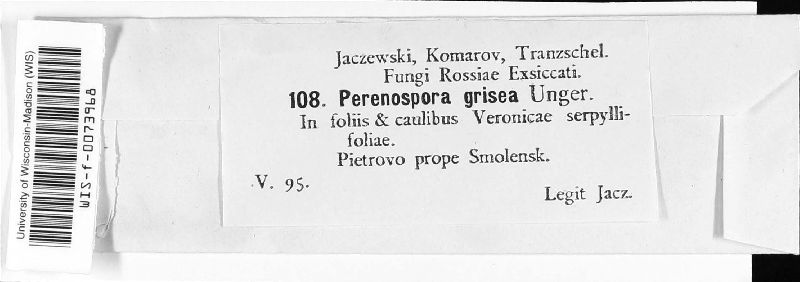 University of Wisconsin-Madison (WIS)
WIS-f-0073968
Jaczewski, Komarov, Tranzschel.
Fungi Rossiae Exsiccati.
108. Perenospora grisea Unger.
In foliis & caulibus Veronicae serpylli-
foliae.
Pietrovo prope Smolensk.
V. 95.
Legit Jacz.